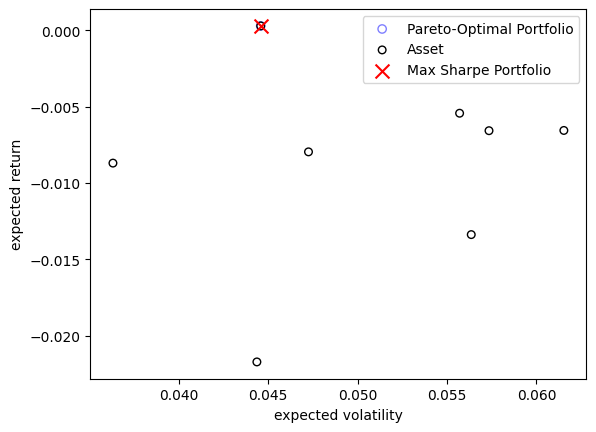 Pareto-Optimal Portfolio
Asset
Max Sharpe Portfolio
expected return
0.000
−0.005
−0.010
−0.015
−0.020
0.040 0.045 0.050 0.055 0.060
expected volatility